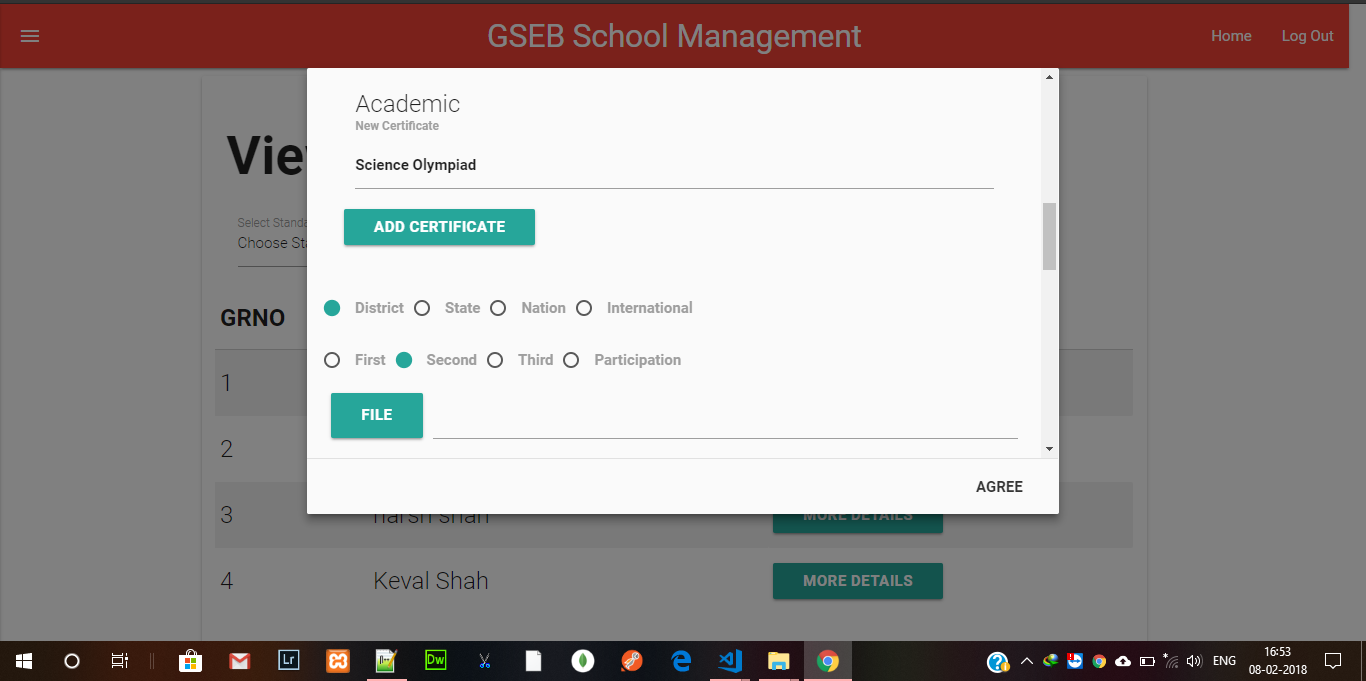 GSEB School Management
Home Log Out
Academic
New Certificate
Science Olympiad
ADD CERTIFICATE
Select Standa
Choose Sta
District State Nation International
GRNO
First Second Third Participation
FILE
AGREE
1
2
3 harsh shah MORE DETAILS
4 Keval Shah MORE DETAILS
Lr
Dw
ENG
16:53
08-02-2018